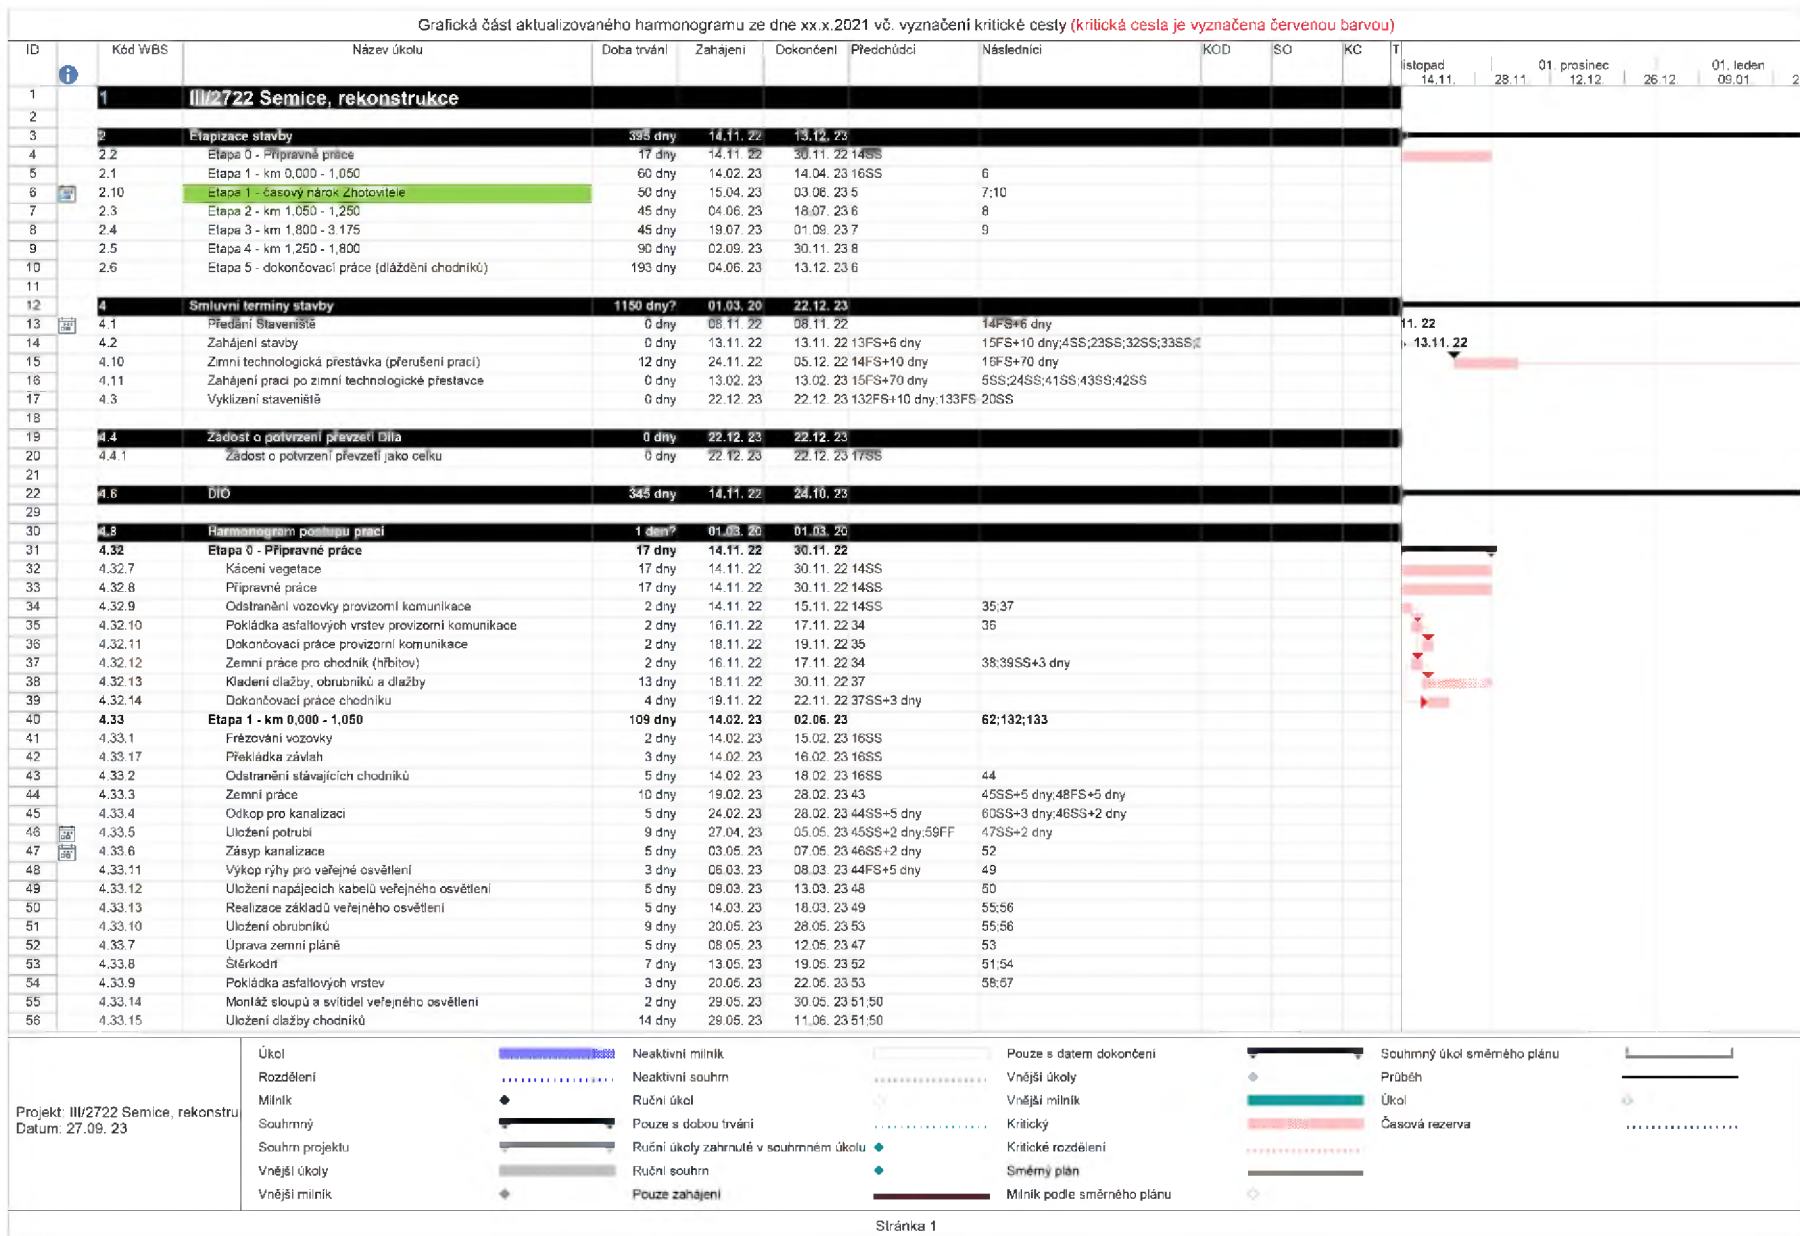 Grafická část aktualizovaného harmonogramu ze dne xx.x.2021 vč. vyznačení kritické cesty (kritická cesta je vyznačena červenou barvou)
ID Kód WBS Název úkolu Doba trvání Zahájení Dokončení Předchůdci Následníci KOD SO KC T
istopad 01. prosinec 01. leden
14.11. 28.11. 12.12. 26.12. 09.01. 2
1 1 III/2722 Semice, rekonstrukce
2
3 2 Etapizace stavby 395 dny 14.11. 22 13.12. 23
4 2.2 Etapa 0 - Přípravné práce 17 dny 14.11. 22 30.11. 22 14SS
5 2.1 Etapa 1 - km 0,000 - 1,050 60 dny 14.02. 23 14.04. 23 16SS 6
6 2.10 Etapa 1 - časový nárok Zhotovitele 50 dny 15.04. 23 03.06. 23 5 7;10
7 2.3 Etapa 2 - km 1,050 - 1,250 45 dny 04.06. 23 18.07. 23 6 8
8 2.4 Etapa 3 - km 1,800 - 3.175 45 dny 19.07. 23 01.09. 23 7 9
9 2.5 Etapa 4 - km 1,250 - 1,800 90 dny 02.09. 23 30.11. 23 8
10 2.6 Etapa 5 - dokončovací práce (dláždění chodníků) 193 dny 04.06. 23 13.12. 23 6
11
12 4 Smluvní termíny stavby 1150 dny? 01.03. 20 22.12. 23
13 4.1 Předání Staveniště 0 dny 08.11. 22 08.11. 22 14FS+6 dny 11. 22
14 4.2 Zahájení stavby 0 dny 13.11. 22 13.11. 22 13FS+6 dny 15FS+10 dny;4SS;23SS;32SS;33SS; 13.11. 22
15 4.10 Zimní technologická přestávka (přerušení prací) 12 dny 24.11. 22 05.12. 22 14FS+10 dny 16FS+70 dny
16 4.11 Zahájení prací po zimní technologické přestavce 0 dny 13.02. 23 13.02. 23 15FS+70 dny 5SS;24SS;41SS;43SS;42SS
17 4.3 Vyklizení staveniště 0 dny 22.12. 23 22.12. 23 132FS+10 dny;133FS- 20SS
18
19 4.4 Žádost o potvrzení převzetí Díla 0 dny 22.12. 23 22.12. 23
20 4.4.1 Žádost o potvrzení převzetí jako celku 0 dny 22.12. 23 22.12. 23 17SS
21
22 4.6 DIO 345 dny 14.11. 22 24.10. 23
29
30 4.8 Harmonogram postupu prací 1 den? 01.03. 20 01.03. 20
31 4.32 Etapa 0 - Přípravné práce 17 dny 14.11. 22 30.11. 22
32 4.32.7 Kácení vegetace 17 dny 14.11. 22 30.11. 22 14SS
33 4.32.8 Přípravné práce 17 dny 14.11. 22 30.11. 22 14SS
34 4.32.9 Odstranění vozovky provizorní komunikace 2 dny 14.11. 22 15.11. 22 14SS 35;37
35 4.32.10 Pokládka asfaltových vrstev provizorní komunikace 2 dny 16.11. 22 17.11. 22 34 36
36 4.32.11 Dokončovací práce provizorní komunikace 2 dny 18.11. 22 19.11. 22 35
37 4.32.12 Zemní práce pro chodník (hřbitov) 2 dny 16.11. 22 17.11. 22 34 38;39SS+3 dny
38 4.32.13 Kladení dlažby, obrubníků a dlažby 13 dny 18.11. 22 30.11. 22 37
39 4.32.14 Dokončovací práce chodníku 4 dny 19.11. 22 22.11. 22 37SS+3 dny
40 4.33 Etapa 1 - km 0,000 - 1,050 109 dny 14.02. 23 02.06. 23 62;132;133
41 4.33.1 Frézování vozovky 2 dny 14.02. 23 15.02. 23 16SS
42 4.33.17 Překládka závlah 3 dny 14.02. 23 16.02. 23 16SS
43 4.33.2 Odstranění stávajících chodníků 5 dny 14.02. 23 18.02. 23 16SS 44
44 4.33.3 Zemní práce 10 dny 19.02. 23 28.02. 23 43 45SS+5 dny;48FS+5 dny
45 4.33.4 Odkop pro kanalizaci 5 dny 24.02. 23 28.02. 23 44SS+5 dny 60SS+3 dny;46SS+2 dny
46 4.33.5 Uložení potrubí 9 dny 27.04. 23 05.05. 23 45SS+2 dny;59FF 47SS+2 dny
47 4.33.6 Zásyp kanalizace 5 dny 03.05. 23 07.05. 23 46SS+2 dny 52
48 4.33.11 Výkop rýhy pro veřejné osvětlení 3 dny 06.03. 23 08.03. 23 44FS+5 dny 49
49 4.33.12 Uložení napájecích kabelů veřejného osvětlení 5 dny 09.03. 23 13.03. 23 48 50
50 4.33.13 Realizace základů veřejného osvětlení 5 dny 14.03. 23 18.03. 23 49 55;56
51 4.33.10 Uložení obrubníků 9 dny 20.05. 23 28.05. 23 53 55;56
52 4.33.7 Úprava zemní pláně 5 dny 08.05. 23 12.05. 23 47 53
53 4.33.8 Štěrkodrť 7 dny 13.05. 23 19.05. 23 52 51;54
54 4.33.9 Pokládka asfaltových vrstev 3 dny 20.05. 23 22.05. 23 53 58;57
55 4.33.14 Montáž sloupů a svítidel veřejného osvětlení 2 dny 29.05. 23 30.05. 23 51;50
56 4.33.15 Uložení dlažby chodníků 14 dny 29.05. 23 11.06. 23 51;50
Projekt: III/2722 Semice, rekonstru
Datum: 27.09. 23
Úkol Neaktivní milník Pouze s datem dokončení Souhrnný úkol směrného plánu
Rozdělení Neaktivní souhrn Vnější úkoly Průběh
Milník Ruční úkol Vnější milník Úkol
Souhrnný Pouze s dobou trvání Kritický Časová rezerva
Souhrn projektu Ruční úkoly zahrnuté v souhrnném úkolu Kritické rozdělení
Vnější úkoly Ruční souhrn Směrný plán
Vnější milník Pouze zahájení Milník podle směrného plánu
Stránka 1